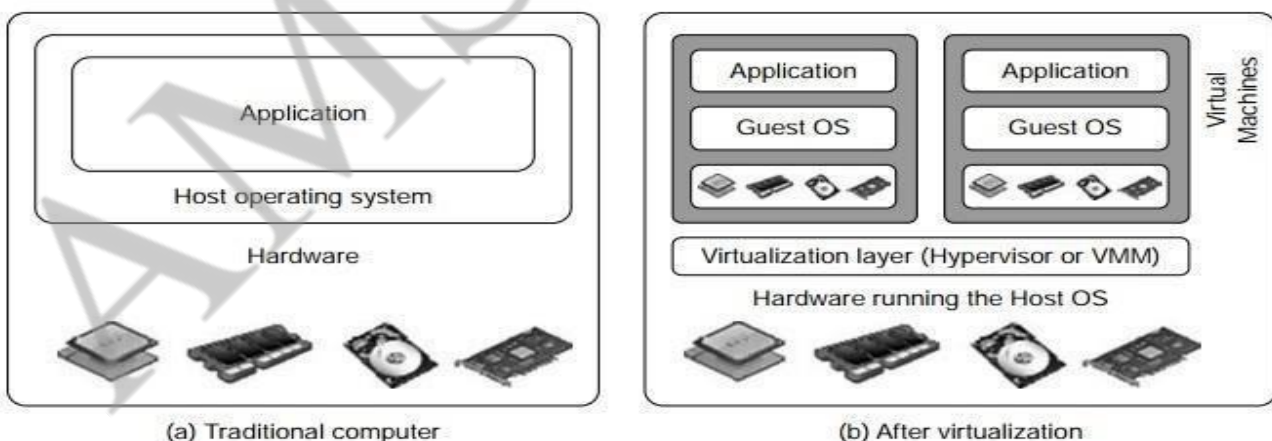 Application
Host operating system
Hardware
(a) Traditional computer
Application
Guest OS
Application
Guest OS
Virtual
Machines
Virtualization layer (Hypervisor or VMM)
Hardware running the Host OS
(b) After virtualization